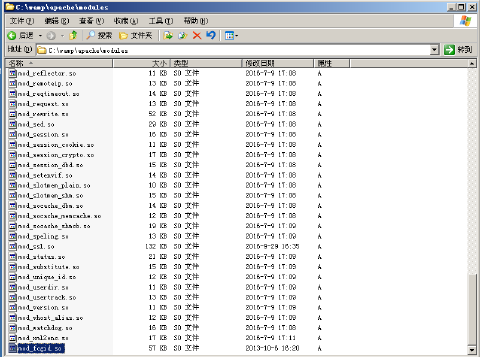 C:\wamp\apache\modules
文件(F) 编辑(E) 查看(V) 收藏(A) 工具(T) 帮助(H)
后退 搜索 文件夹
地址(D) C:\wamp\apache\modules 转到
名称 大小 类型 修改日期 属性
mod_reflector.so 11 KB SO 文件 2016-7-9 17:08 A
mod_remoteip.so 13 KB SO 文件 2016-7-9 17:08 A
mod_reqtimeout.so 14 KB SO 文件 2016-7-9 17:08 A
mod_request.so 13 KB SO 文件 2016-7-9 17:08 A
mod_rewrite.so 52 KB SO 文件 2016-7-9 17:08 A
mod_sed.so 29 KB SO 文件 2016-7-9 17:08 A
mod_session.so 16 KB SO 文件 2016-7-9 17:08 A
mod_session_cookie.so 11 KB SO 文件 2016-7-9 17:08 A
mod_session_crypto.so 17 KB SO 文件 2016-7-9 17:08 A
mod_session_dbd.so 15 KB SO 文件 2016-7-9 17:08 A
mod_setenvif.so 14 KB SO 文件 2016-7-9 17:08 A
mod_slotmem_plain.so 10 KB SO 文件 2016-7-9 17:08 A
mod_slotmem_shm.so 15 KB SO 文件 2016-7-9 17:08 A
mod_socache_dbm.so 14 KB SO 文件 2016-7-9 17:08 A
mod_socache_memcache.so 12 KB SO 文件 2016-7-9 17:08 A
mod_socache_shmcb.so 19 KB SO 文件 2016-7-9 17:09 A
mod_speling.so 13 KB SO 文件 2016-7-9 17:09 A
mod_ssl.so 132 KB SO 文件 2016-9-29 16:35 A
mod_status.so 21 KB SO 文件 2016-7-9 17:09 A
mod_substitute.so 15 KB SO 文件 2016-7-9 17:09 A
mod_unique_id.so 12 KB SO 文件 2016-7-9 17:09 A
mod_userdir.so 11 KB SO 文件 2016-7-9 17:09 A
mod_usertrack.so 13 KB SO 文件 2016-7-9 17:09 A
mod_version.so 11 KB SO 文件 2016-7-9 17:09 A
mod_vhost_alias.so 12 KB SO 文件 2016-7-9 17:09 A
mod_watchdog.so 16 KB SO 文件 2016-7-9 17:08 A
mod_xml2enc.so 17 KB SO 文件 2016-7-9 17:11 A
mod_fcgid.so 57 KB SO 文件 2013-10-6 16:20 A